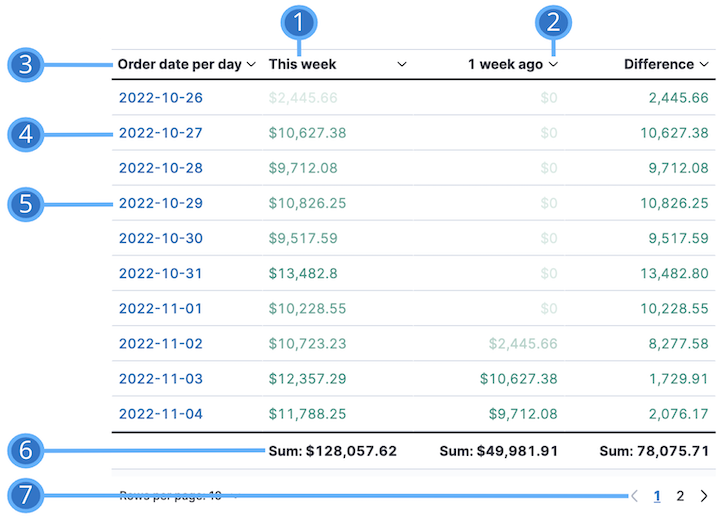 1 2
3 Order date per day This week 1 week ago Difference
2022-10-26 $2,445.66 $0 2,445.66
4 2022-10-27 $10,627.38 $0 10,627.38
2022-10-28 $9,712.08 $0 9,712.08
5 2022-10-29 $10,826.25 $0 10,826.25
2022-10-30 $9,517.59 $0 9,517.59
2022-10-31 $13,482.8 $0 13,482.80
2022-11-01 $10,228.55 $0 10,228.55
2022-11-02 $10,723.23 $2,445.66 8,277.58
2022-11-03 $12,357.29 $10,627.38 1,729.91
2022-11-04 $11,788.25 $9,712.08 2,076.17
6 Sum: $128,057.62 Sum: $49,981.91 Sum: 78,075.71
7 Rows per page: 10 1 2